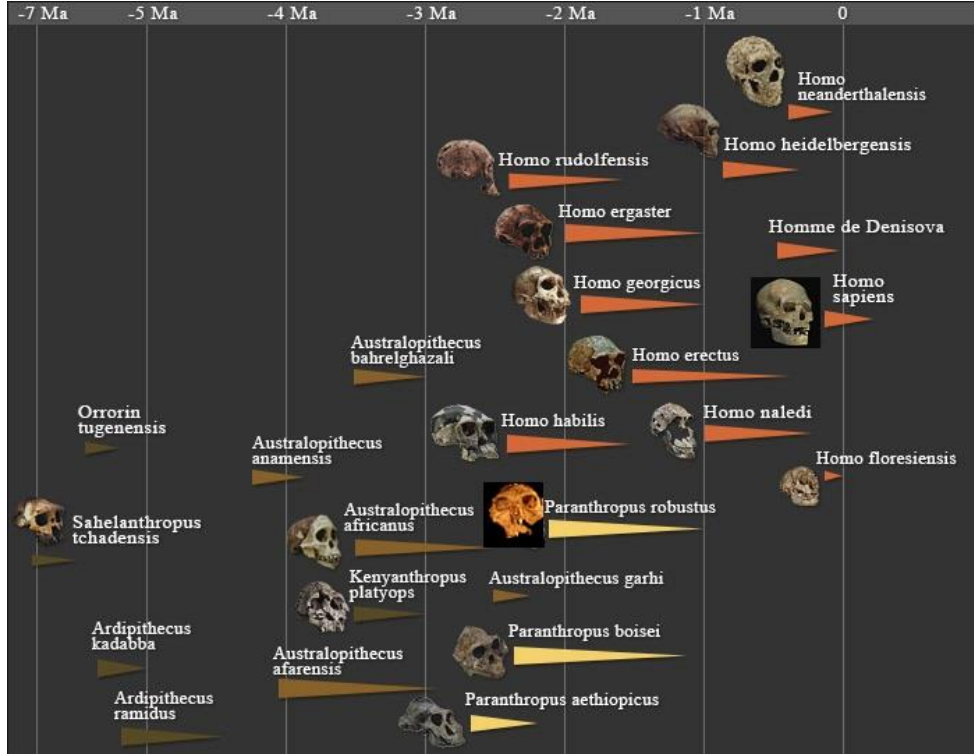 -7 Ma -5 Ma -4 Ma -3 Ma -2 Ma -1 Ma 0
Homo
neanderthalensis
Homo heidelbergensis
Homo rudolfensis
Homo ergaster
Homme de Denisova
Homo georgicus
Homo
sapiens
Australopithecus
bahrelghazali
Homo erectus
Orrorin
tugenensis
Homo habilis
Homo naledi
Australopithecus
anamensis
Homo floresiensis
Sahelanthropus
tchadensis
Australopithecus
africanus
Paranthropus robustus
Kenyanthropus
platyops
Australopithecus garhi
Ardipithecus
kadabba
Paranthropus boisei
Australopithecus
afarensis
Ardipithecus
ramidus
Paranthropus aethiopicus